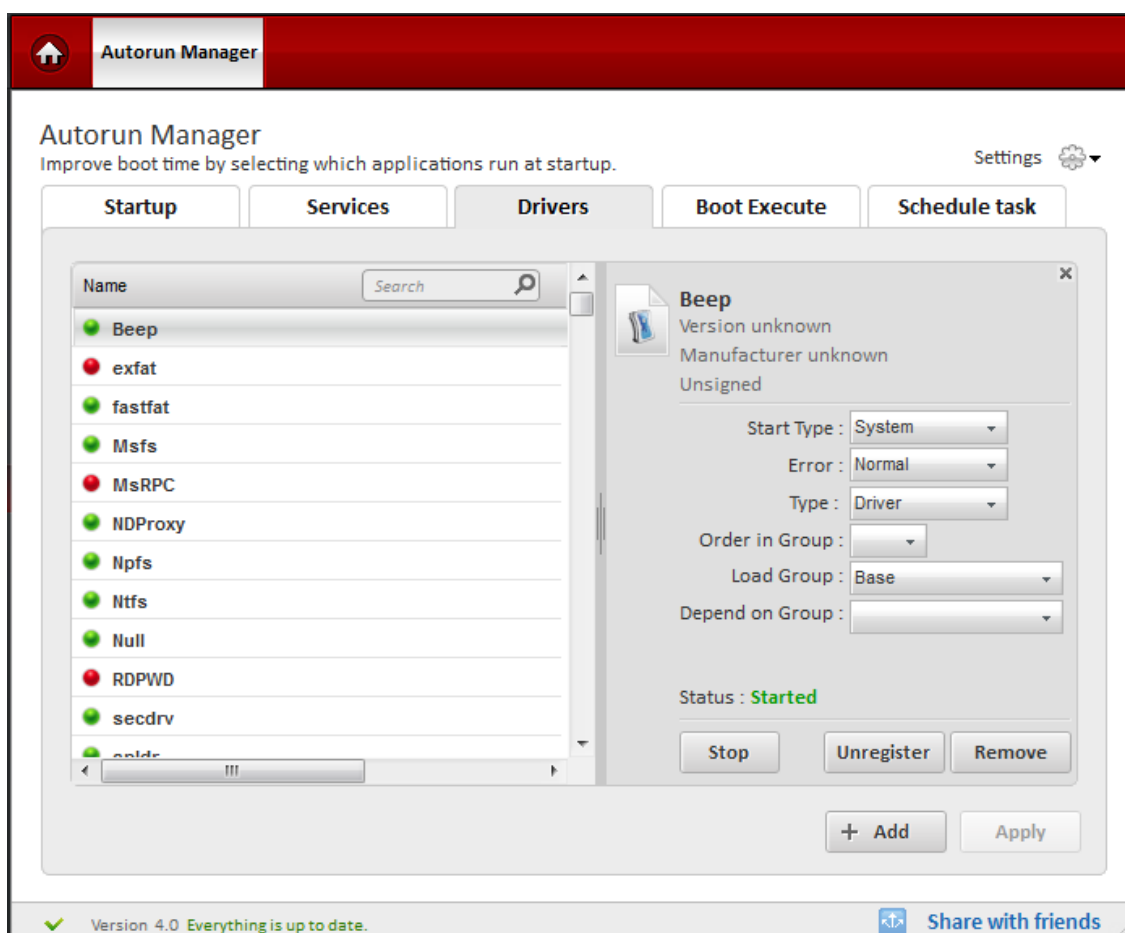 Autorun Manager
Autorun Manager
Improve boot time by selecting which applications run at startup.
Settings
Startup Services Drivers Boot Execute Schedule task
Name Search
Beep
exfat
fastfat
Msfs
MsRPC
NDProxy
Npfs
Ntfs
Null
RDPWD
secdrv
Beep
Version unknown
Manufacturer unknown
Unsigned
Start Type : System
Error : Normal
Type : Driver
Order in Group :
Load Group : Base
Depend on Group :
Status : Started
Stop Unregister Remove
+ Add Apply
Version 4.0 Everything is up to date. Share with friends